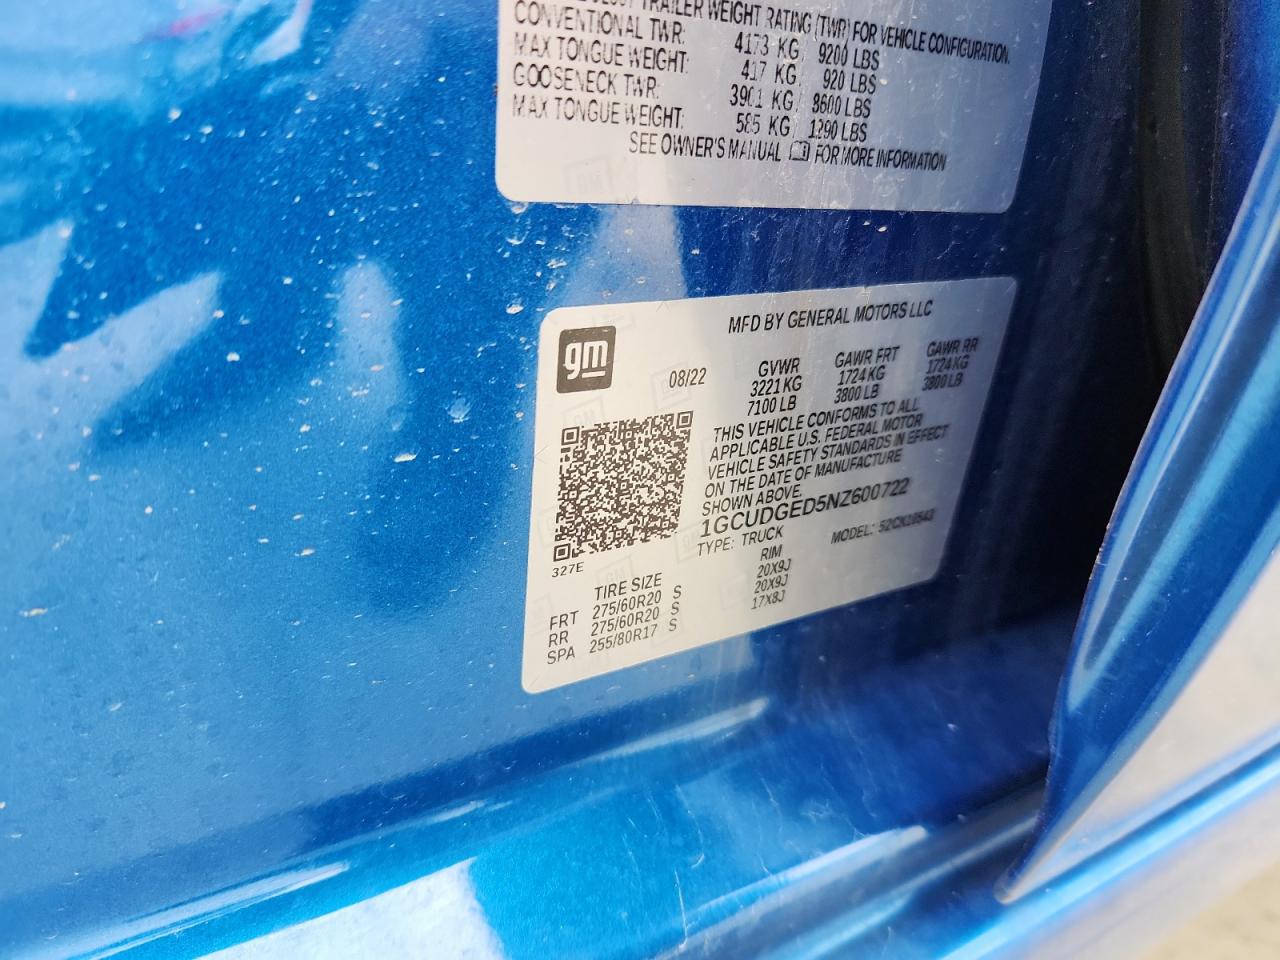 TRAILER WEIGHT RATING (TWR) FOR VEHICLE CONFIGURATION.
CONVENTIONAL TWR: 4173 KG 9200 LBS
MAX TONGUE WEIGHT: 417 KG 920 LBS
GOOSENECK TWR: 3901 KG 8600 LBS
MAX TONGUE WEIGHT: 585 KG 1290 LBS
SEE OWNER'S MANUAL FOR MORE INFORMATION
gm
MFD BY GENERAL MOTORS LLC
08/22
GVWR GAWR FRT GAWR RR
3221 KG 1724 KG 1724 KG
7100 LB 3800 LB 3800 LB
THIS VEHICLE CONFORMS TO ALL
APPLICABLE U.S. FEDERAL MOTOR
VEHICLE SAFETY STANDARDS IN EFFECT
ON THE DATE OF MANUFACTURE
SHOWN ABOVE.
1GCUDGED5NZ600722
TYPE: TRUCK MODEL: 52CK10543
327E
TIRE SIZE RIM
FRT 275/60R20 S 20X9J
RR 275/60R20 S 20X9J
SPA 255/80R17 S 17X8J